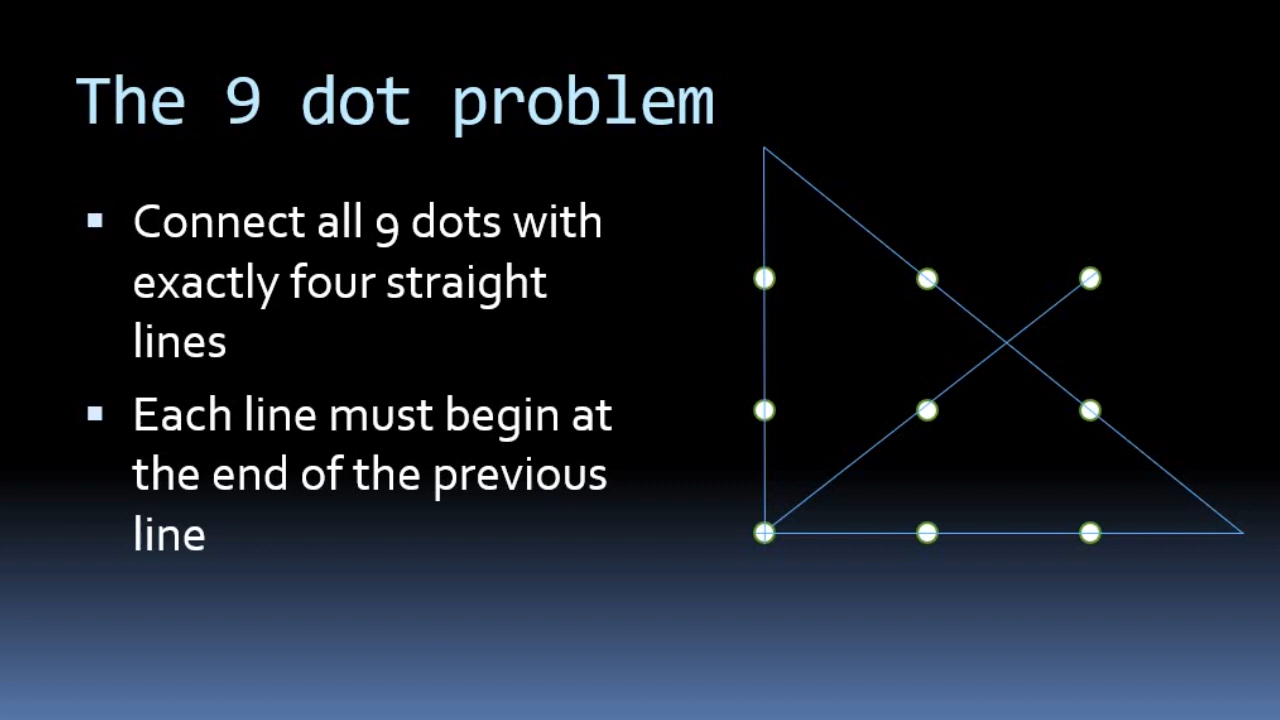 The 9 dot problem
▪ Connect all 9 dots with
exactly four straight
lines
▪ Each line must begin at
the end of the previous
line